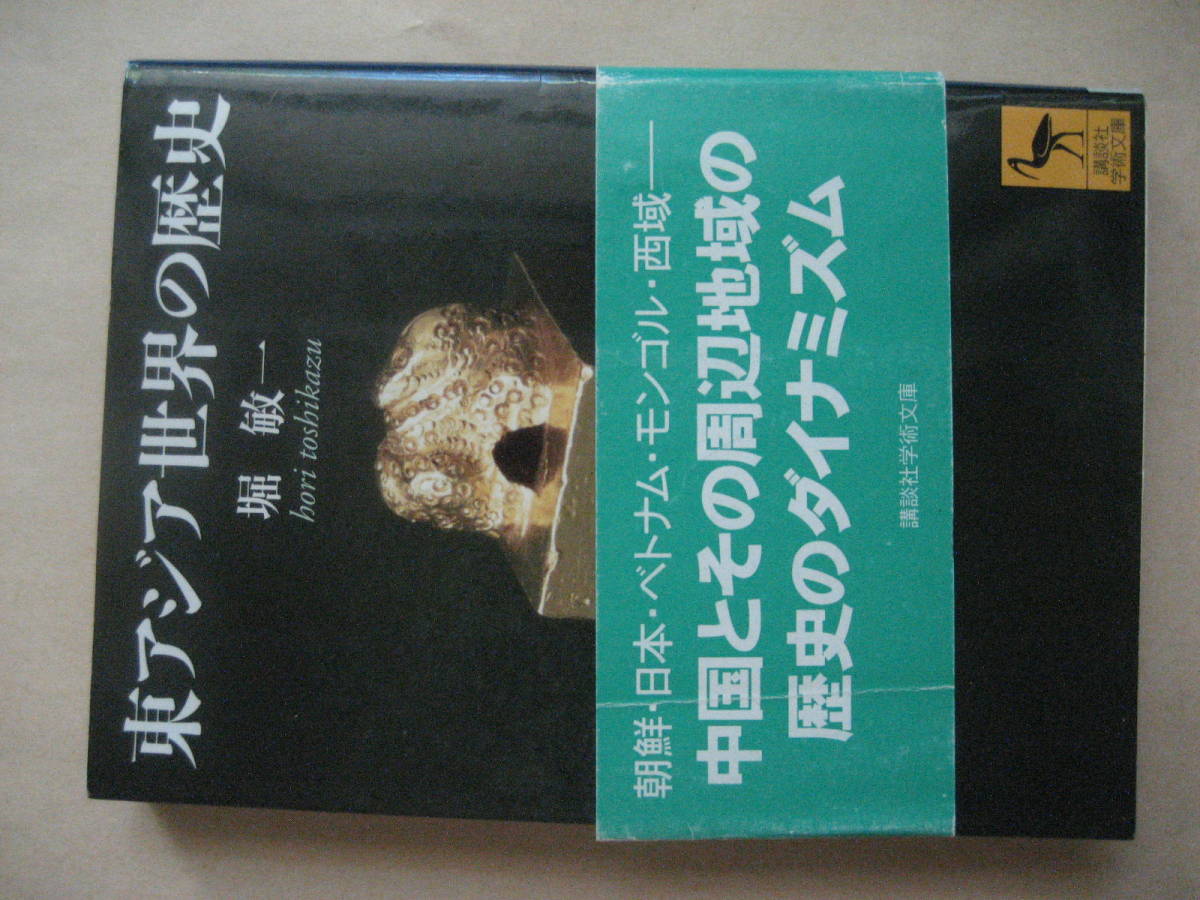 東アジア世界の歴史
堀 敏一
hori toshikazu
朝鮮・日本・ベトナム・モンゴル・西域――
中国とその周辺地域の
歴史のダイナミズム
講談社学術文庫
講談社
学術文庫